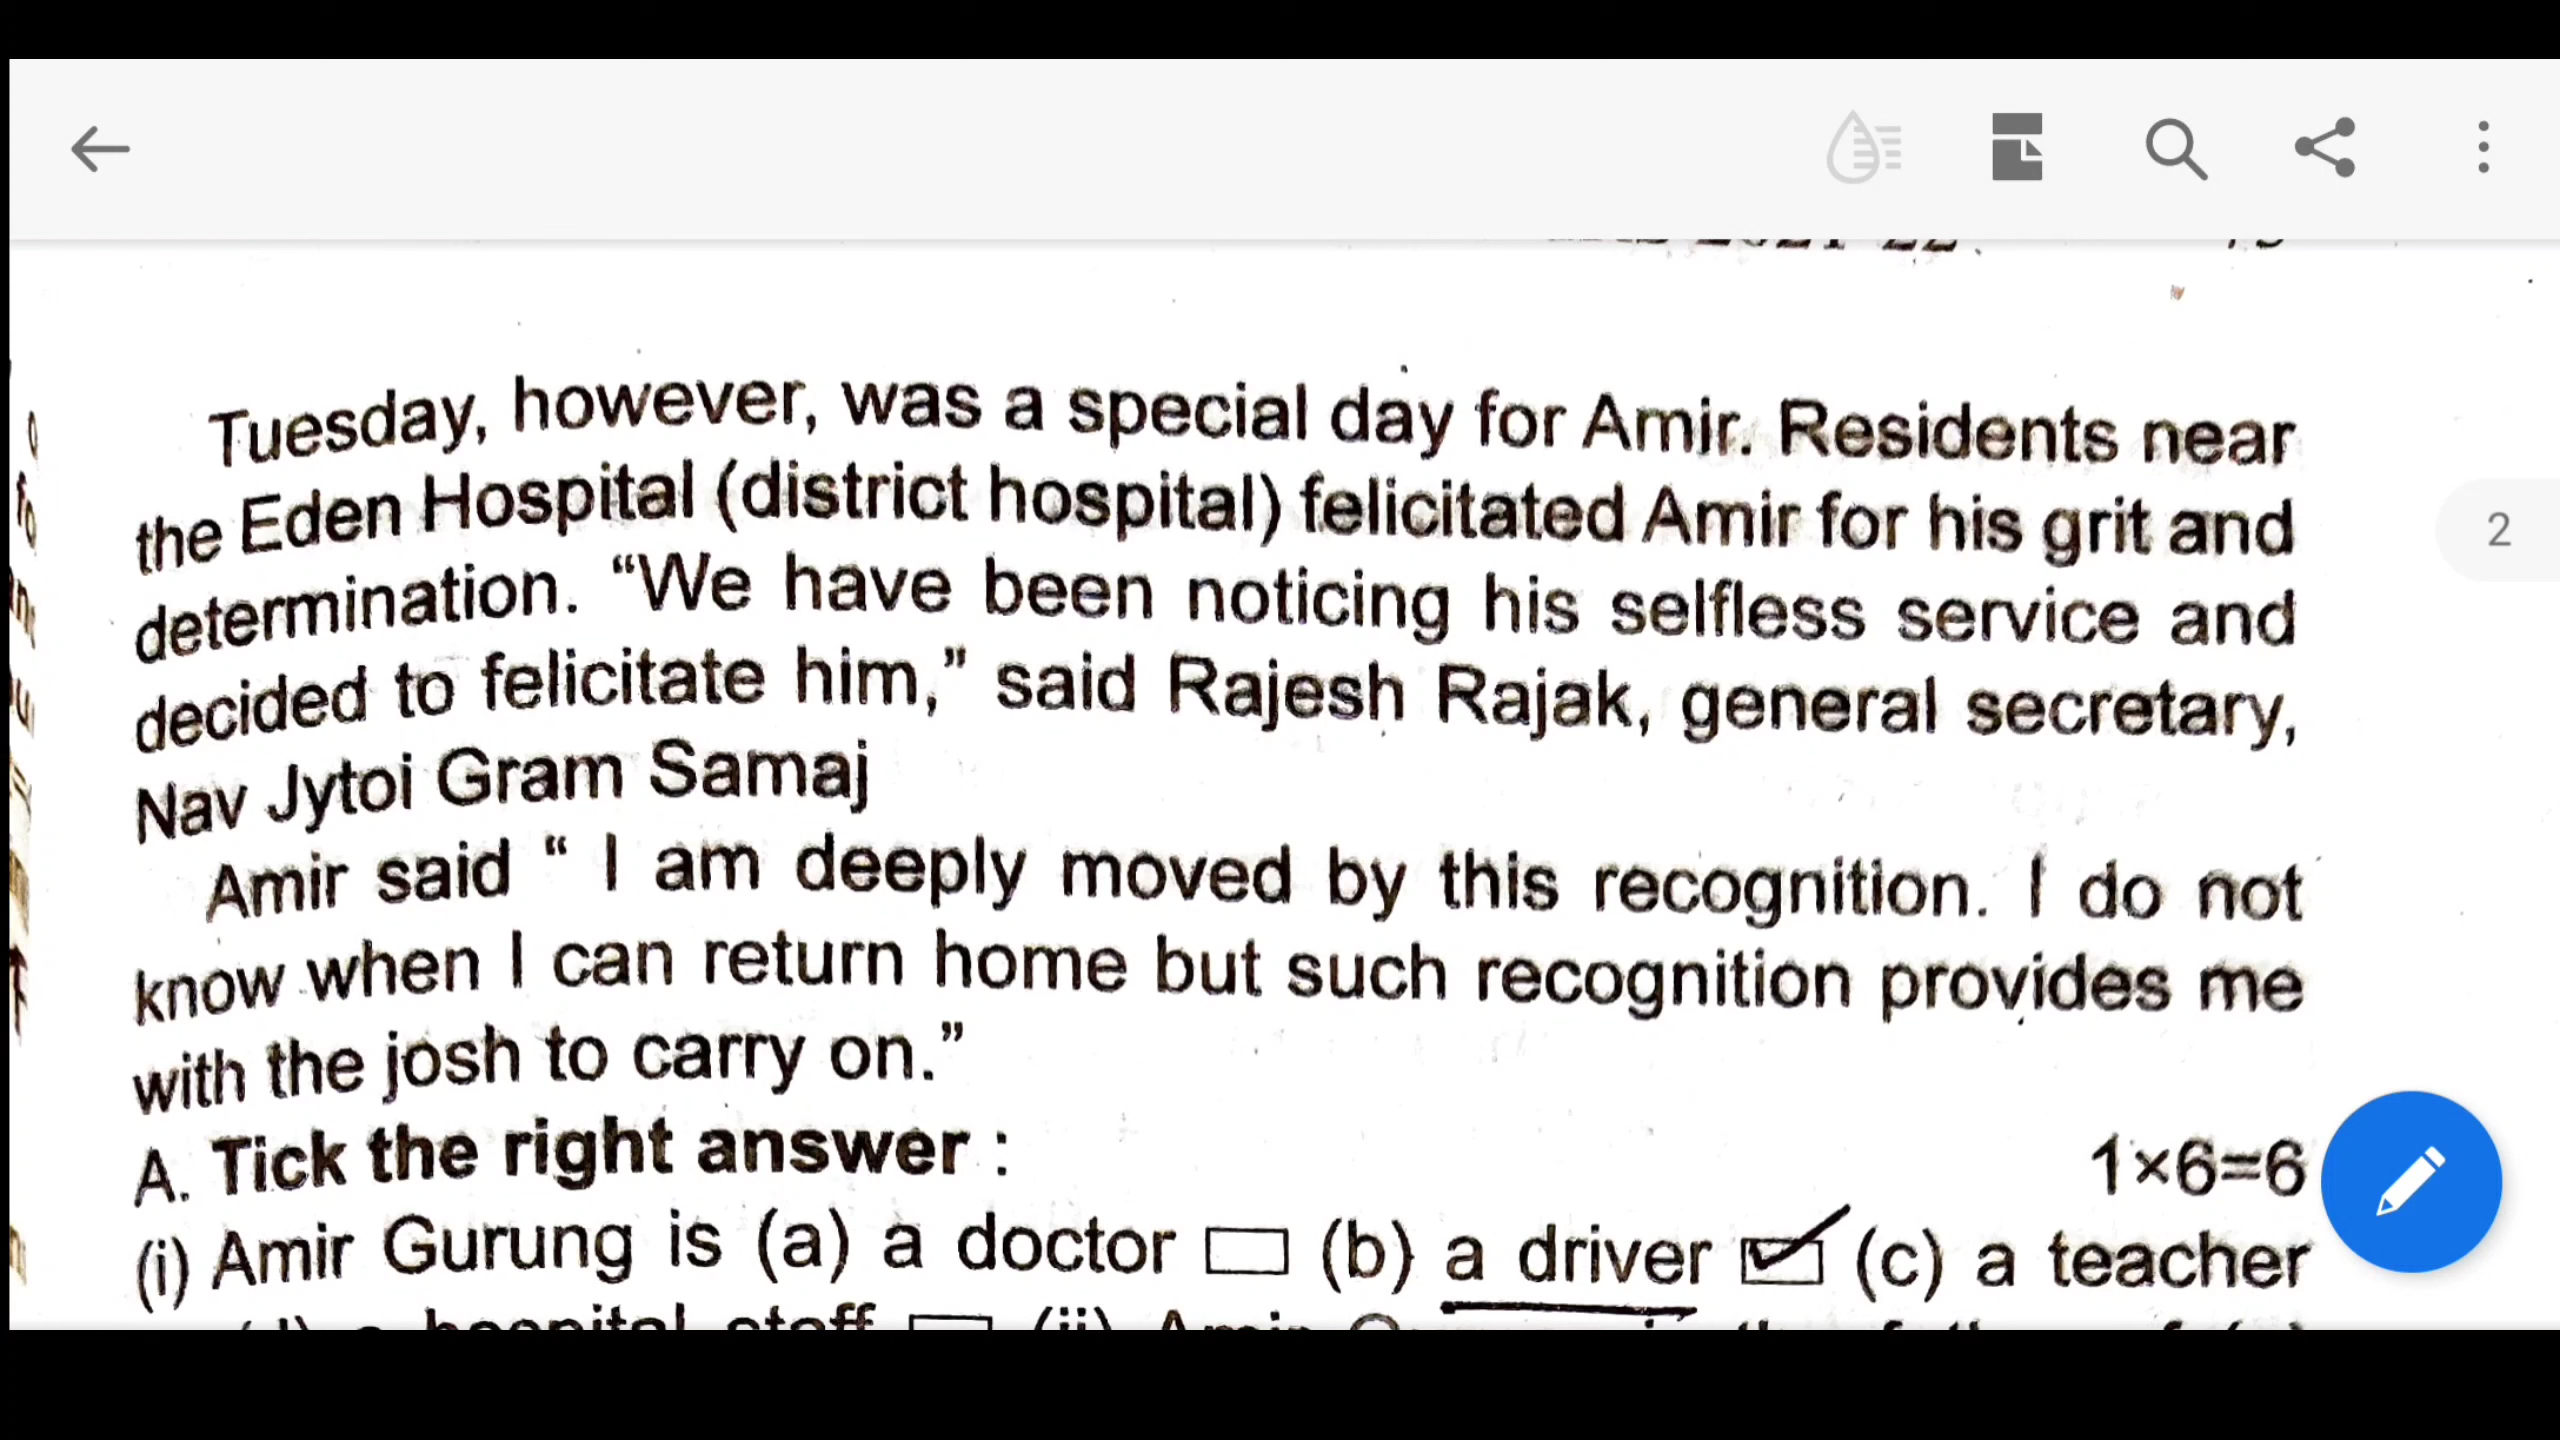 2
Tuesday, however, was a special day for Amir. Residents near
the Eden Hospital (district hospital) felicitated Amir for his grit and
determination. “We have been noticing his selfless service and
decided to felicitate him,” said Rajesh Rajak, general secretary,
Nav Jytoi Gram Samaj
Amir said “ I am deeply moved by this recognition. I do not
know when I can return home but such recognition provides me
with the josh to carry on.”
A. Tick the right answer : 1×6=6
(i) Amir Gurung is (a) a doctor (b) a driver (c) a teacher
a hospital staff (ii) Amir